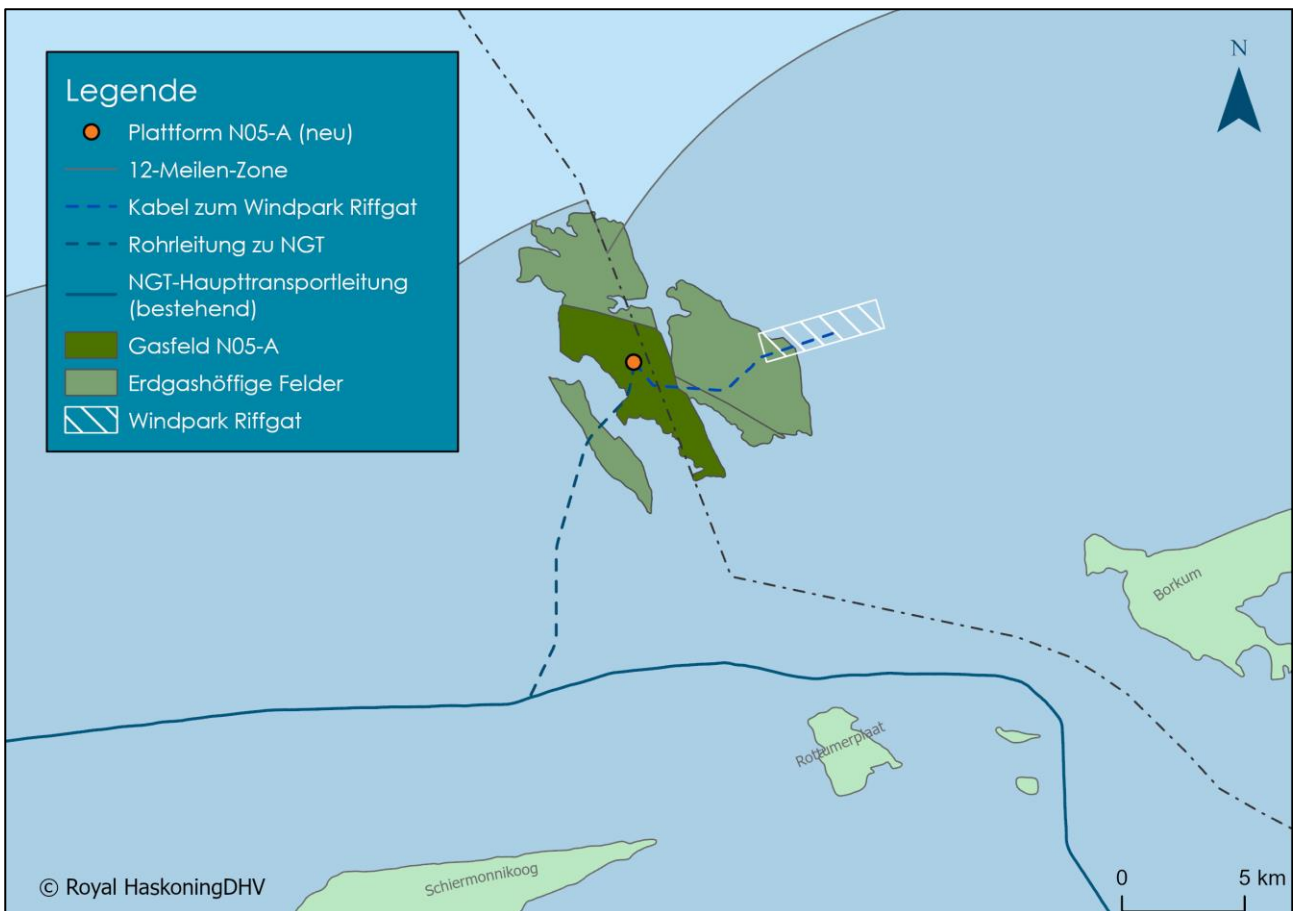 N
Legende
Plattform N05-A (neu)
12-Meilen-Zone
Kabel zum Windpark Riffgat
Rohrleitung zu NGT
NGT-Haupttransportleitung
(bestehend)
Gasfeld N05-A
Erdgashöffige Felder
Windpark Riffgat
Borkum
Rottumerplaat
Schiermonnikoog
© Royal HaskoningDHV
0 5 km